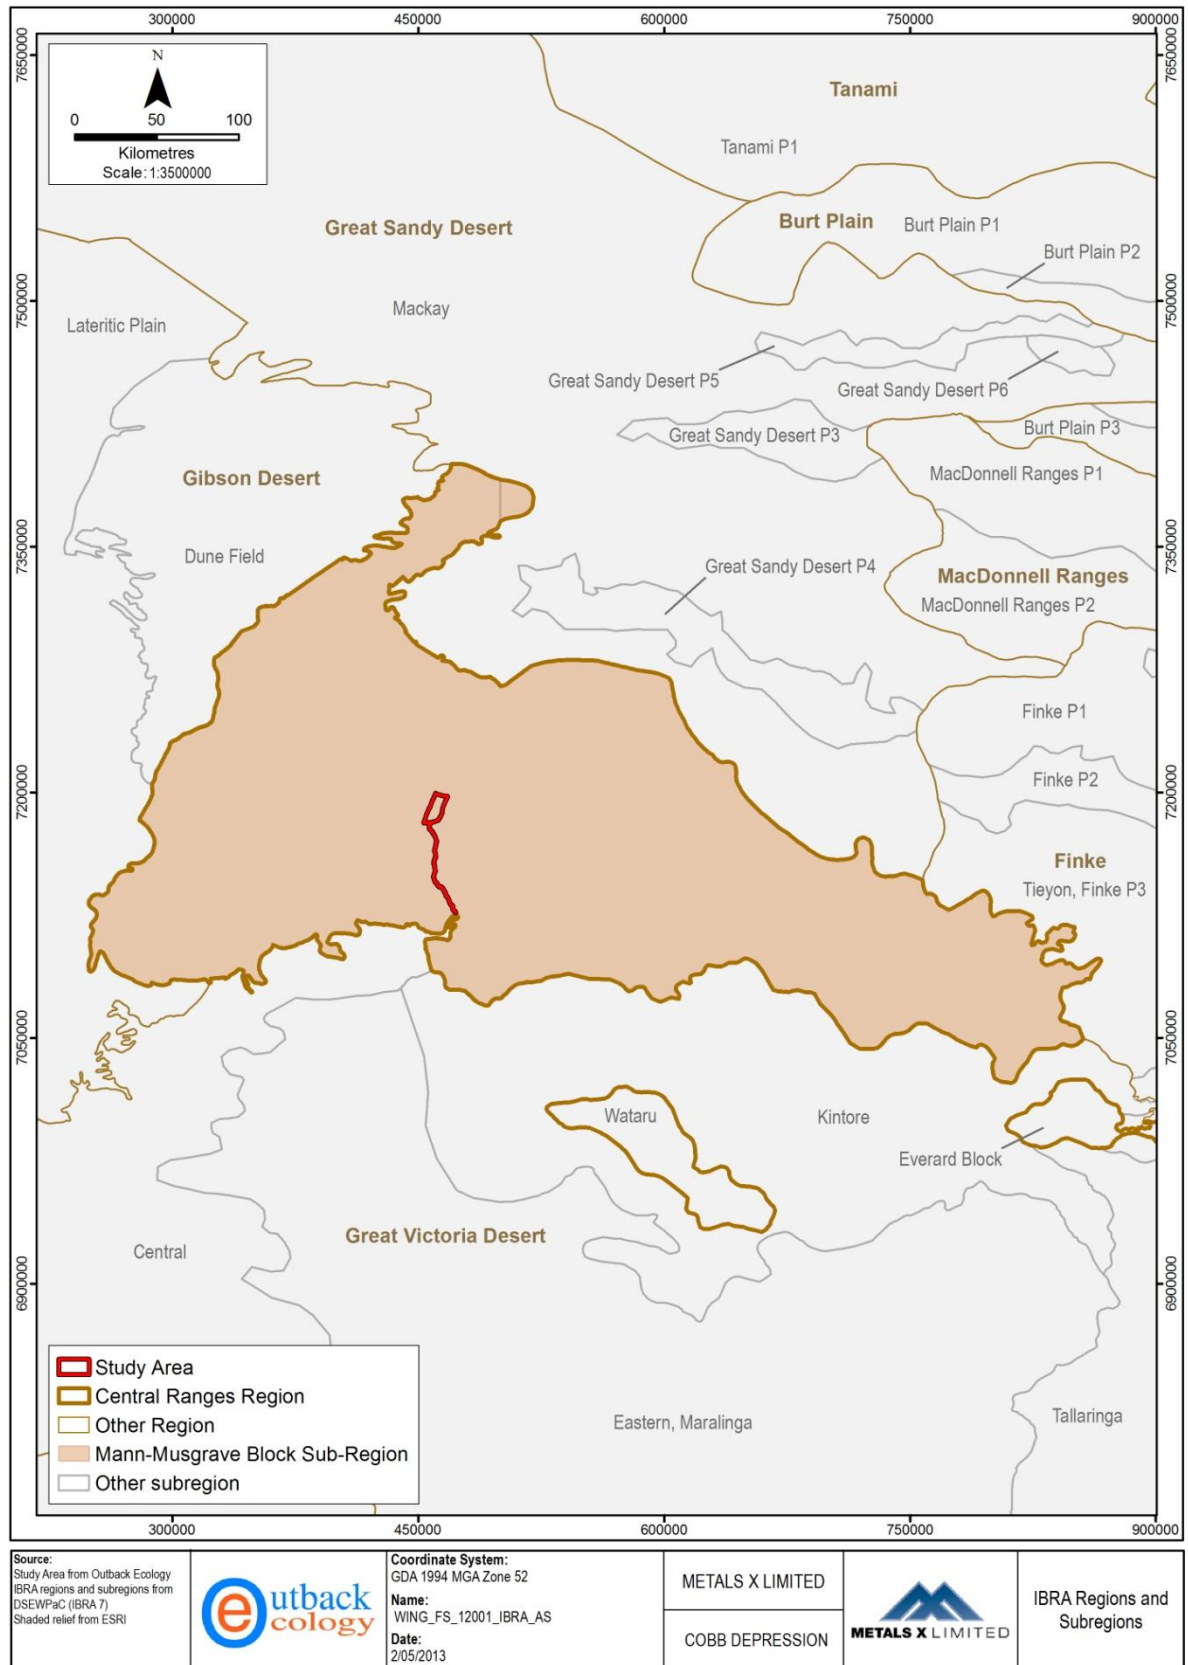 300000 450000 600000 750000 900000
7650000 7650000
N
0 50 100
Kilometres
Scale: 1:3500000
Tanami
Tanami P1
Great Sandy Desert
Burt Plain
Burt Plain P1
Burt Plain P2
7500000 7500000
Lateritic Plain
Mackay
Great Sandy Desert P5
Great Sandy Desert P6
Great Sandy Desert P3
Burt Plain P3
Gibson Desert
MacDonnell Ranges P1
7350000 7350000
Dune Field
Great Sandy Desert P4
MacDonnell Ranges
MacDonnell Ranges P2
Finke P1
Finke P2
7200000 7200000
Finke
Tieyon, Finke P3
7050000 7050000
Wataru
Kintore
Everard Block
Great Victoria Desert
Central
6900000 6900000
Study Area
Central Ranges Region
Other Region
Mann-Musgrave Block Sub-Region
Other subregion
Eastern, Maralinga
Tallaringa
300000 450000 600000 750000 900000
Source:
Study Area from Outback Ecology
IBRA regions and subregions from
DSEWPaC (IBRA 7)
Shaded relief from ESRI
Outback
ecology
Coordinate System:
GDA 1994 MGA Zone 52
Name:
WING_FS_12001_IBRA_AS
Date:
2/05/2013
METALS X LIMITED
COBB DEPRESSION
METALS X LIMITED
IBRA Regions and
Subregions